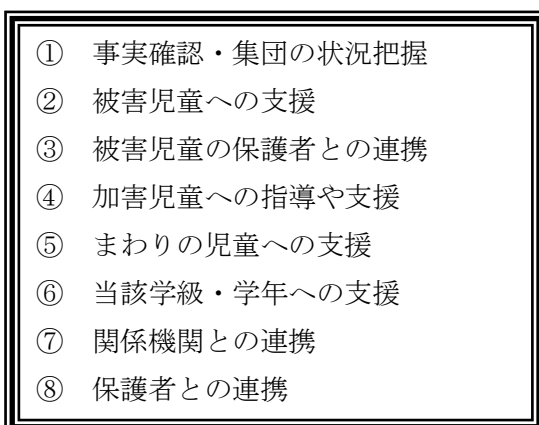 ① 事実確認・集団の状況把握
② 被害児童への支援
③ 被害児童の保護者との連携
④ 加害児童への指導や支援
⑤ まわりの児童への支援
⑥ 当該学級・学年への支援
⑦ 関係機関との連携
⑧ 保護者との連携